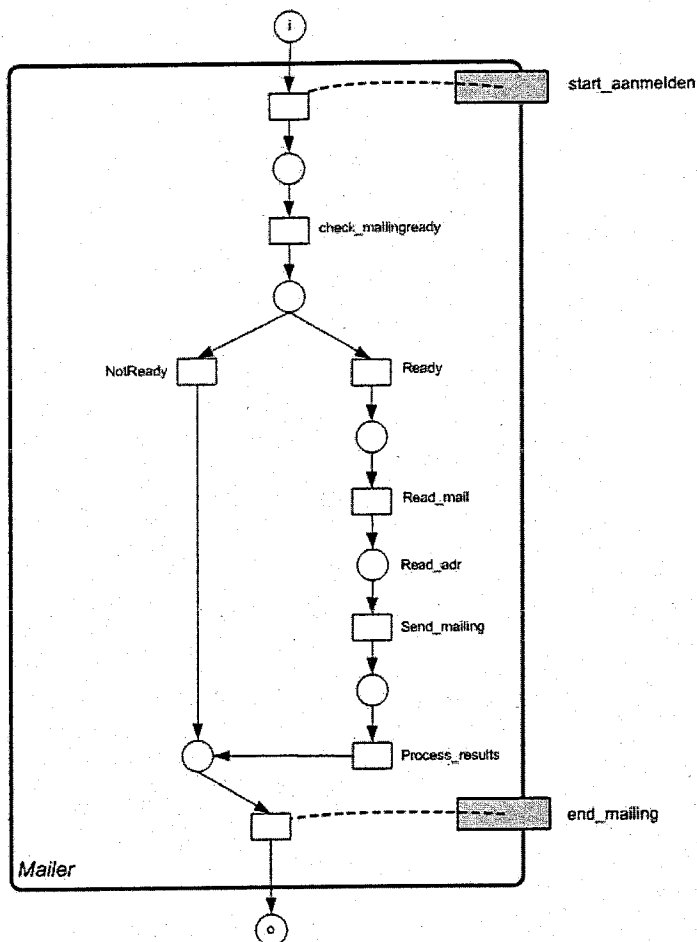 i
start_aanmelden
check_mailingready
NotReady
Ready
Read_mail
Read_adr
Send_mailing
Process_results
end_mailing
Mailer
o